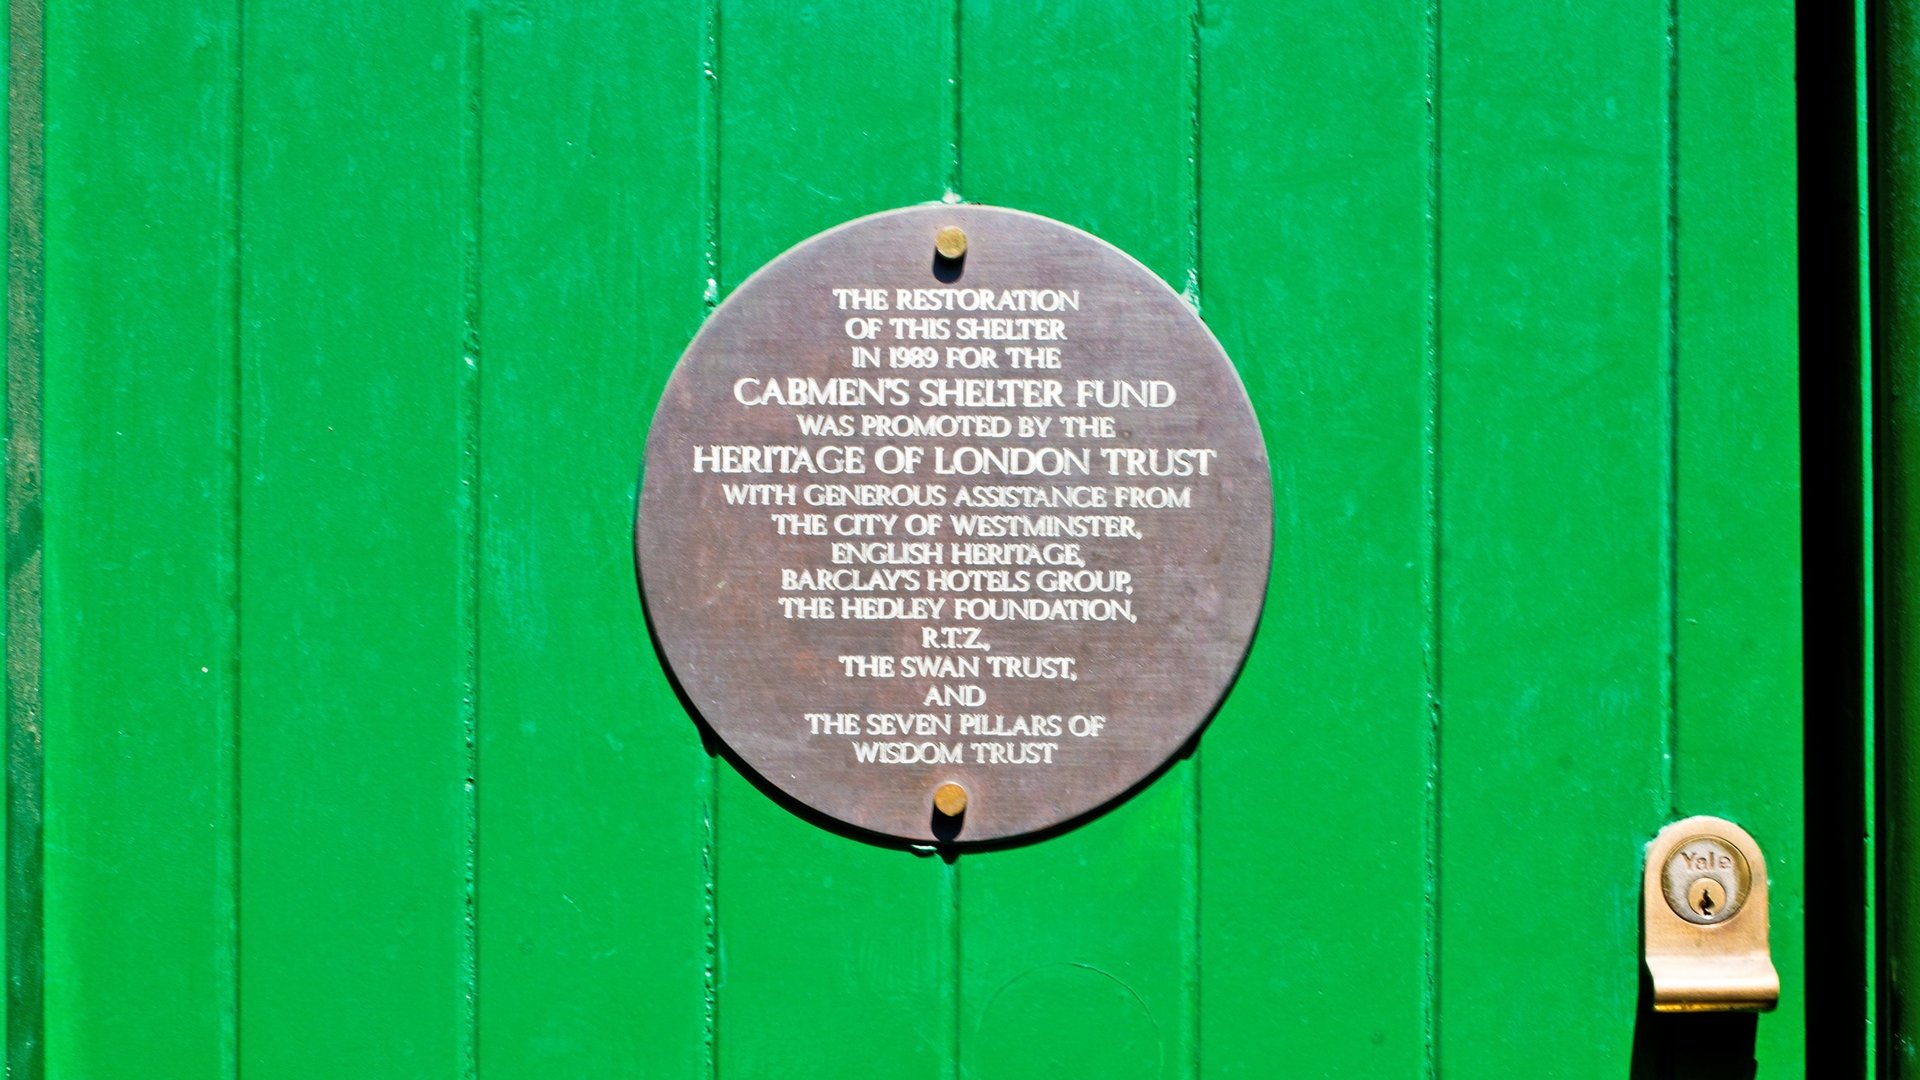 THE RESTORATION
OF THIS SHELTER
IN 1989 FOR THE
CABMEN'S SHELTER FUND
WAS PROMOTED BY THE
HERITAGE OF LONDON TRUST
WITH GENEROUS ASSISTANCE FROM
THE CITY OF WESTMINSTER,
ENGLISH HERITAGE,
BARCLAY'S HOTELS GROUP,
THE HEDLEY FOUNDATION,
R.T.Z.,
THE SWAN TRUST,
AND
THE SEVEN PILLARS OF
WISDOM TRUST
Yale